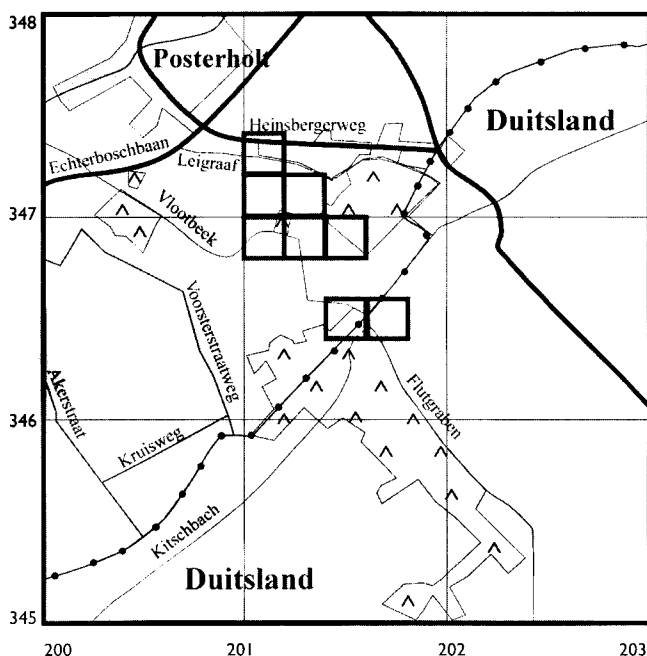 348
Posterholt
Heinsbergerweg
Duitsland
Echterboschbaan
Leigraaf
347
Vlootbeek
Voorsterstraatweg
Akerstraat
Flutgraben
346
Kruisweg
Kitschbach
Duitsland
345
200 201 202 203